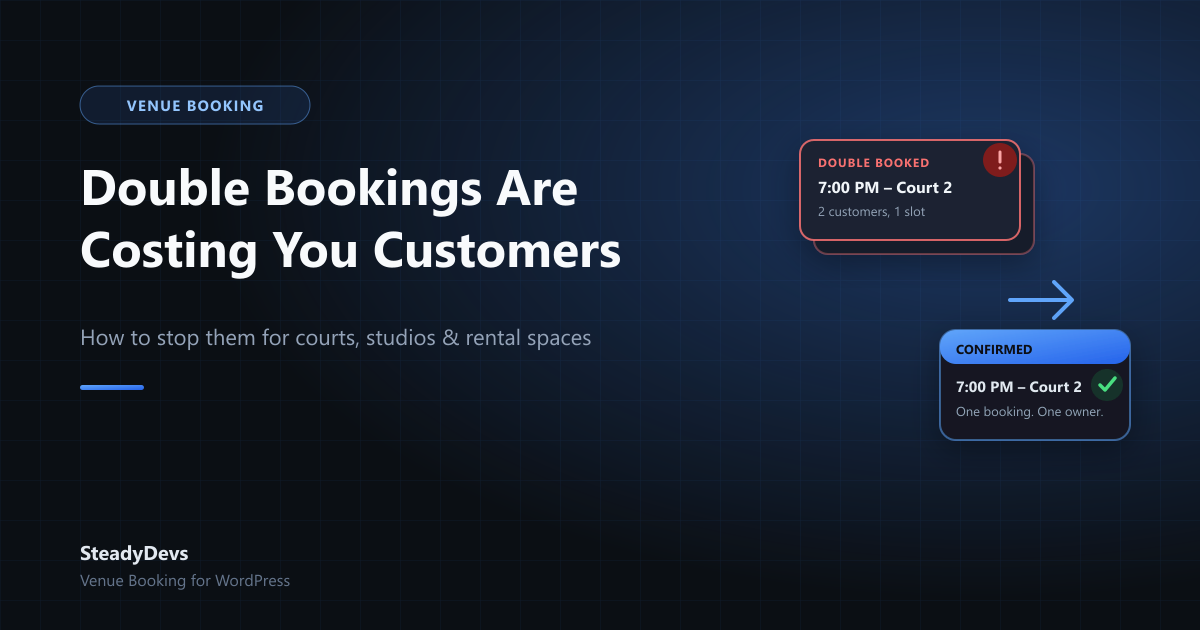 VENUE BOOKING
Double Bookings Are
Costing You Customers
How to stop them for courts, studios & rental spaces
DOUBLE BOOKED
!
7:00 PM – Court 2
2 customers, 1 slot
CONFIRMED
7:00 PM – Court 2
One booking. One owner.
SteadyDevs
Venue Booking for WordPress